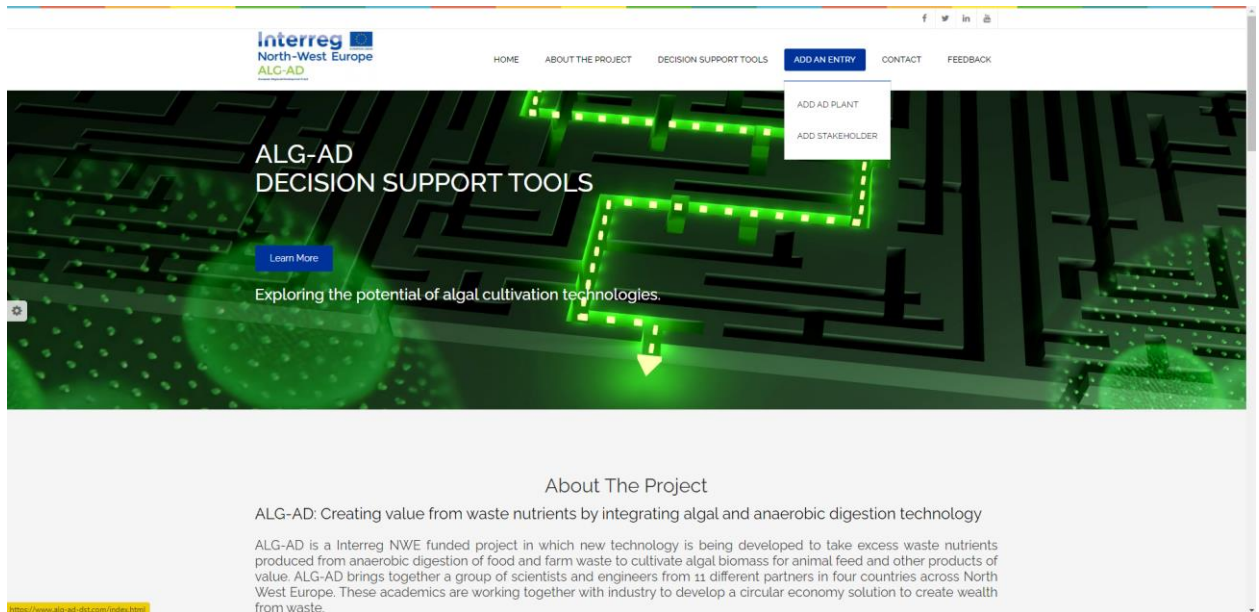 Interreg
North-West Europe
ALG-AD
HOME ABOUT THE PROJECT DECISION SUPPORT TOOLS ADD AN ENTRY CONTACT FEEDBACK
ADD AD PLANT
ADD STAKEHOLDER
ALG-AD
DECISION SUPPORT TOOLS
Learn More
Exploring the potential of algal cultivation technologies.
About The Project
ALG-AD: Creating value from waste nutrients by integrating algal and anaerobic digestion technology
ALG-AD is a Interreg NWE funded project in which new technology is being developed to take excess waste nutrients
produced from anaerobic digestion of food and farm waste to cultivate algal biomass for animal feed and other products of
value. ALG-AD brings together a group of scientists and engineers from 11 different partners in four countries across North
West Europe. These academics are working together with industry to develop a circular economy solution to create wealth
from waste.
https://www.alg-ad-dst.com/index.html